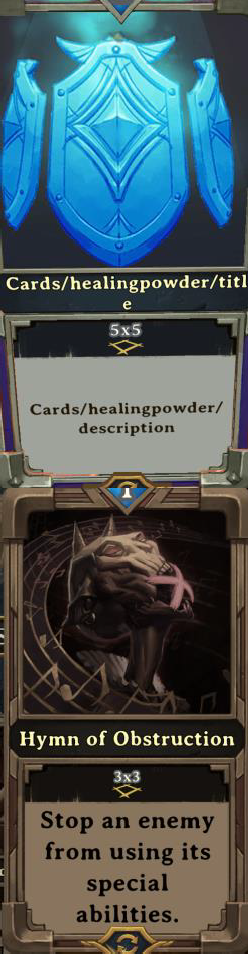 Cards/healingpowder/titl
e
5x5
Cards/healingpowder/
description
1
Hymn of Obstruction
3x3
Stop an enemy
from using its
special
abilities.